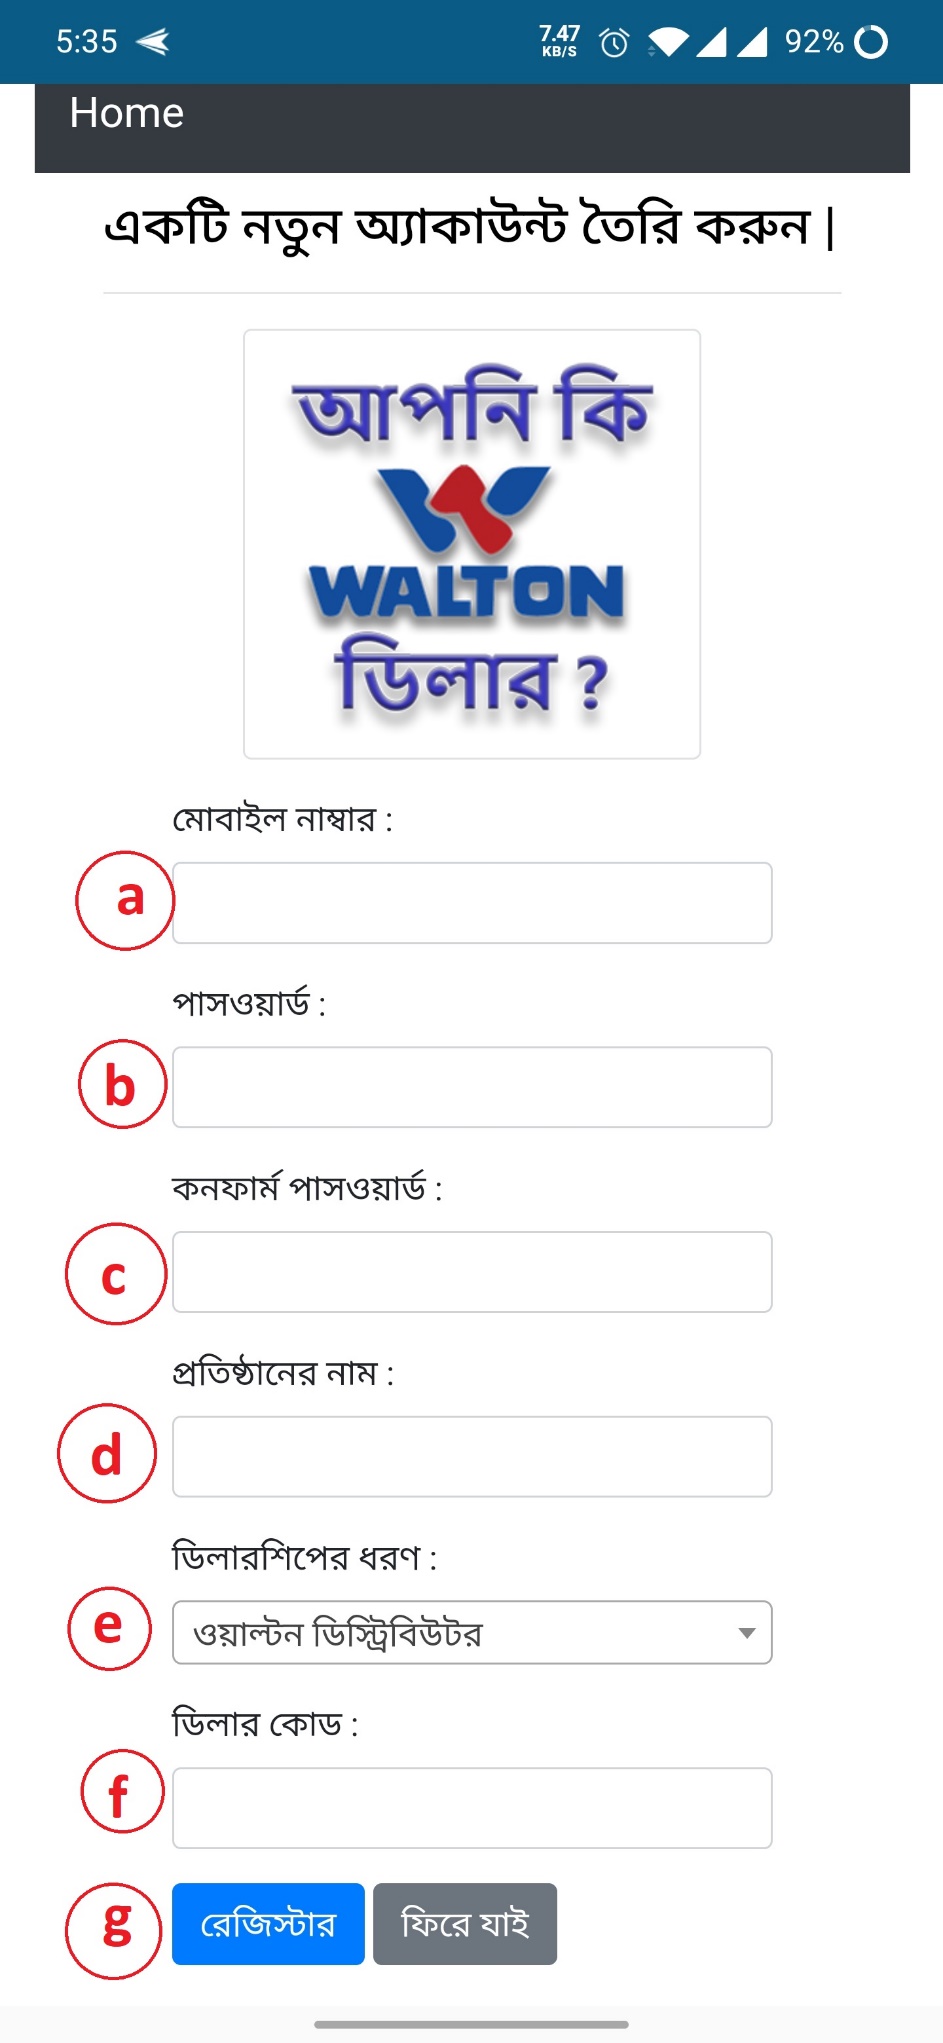 5:35 7.47 KB/S 92%
Home
একটি নতুন অ্যাকাউন্ট তৈরি করুন |
আপনি কি
WALTON
ডিলার ?
মোবাইল নাম্বার :
a
পাসওয়ার্ড :
b
কনফার্ম পাসওয়ার্ড :
c
প্রতিষ্ঠানের নাম :
d
ডিলারশিপের ধরণ :
e ওয়াল্টন ডিস্ট্রিবিউটর
ডিলার কোড :
f
g রেজিস্টার ফিরে যাই